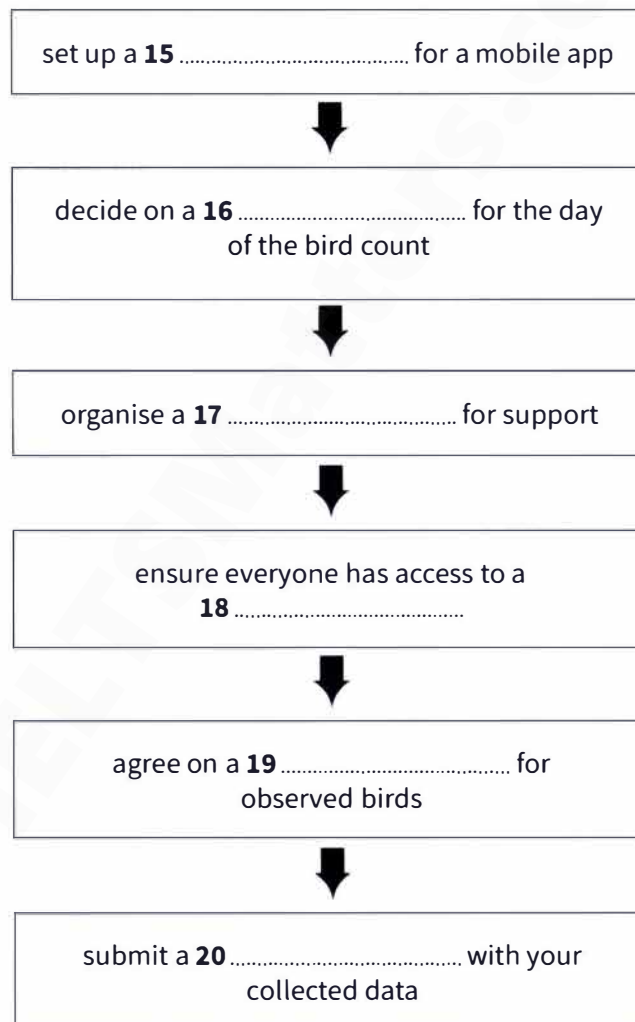 set up a 15 .......................................... for a mobile app
decide on a 16 .......................................... for the day
of the bird count
organise a 17 .......................................... for support
ensure everyone has access to a
18 ..........................................
agree on a 19 .......................................... for
observed birds
submit a 20 .......................................... with your
collected data